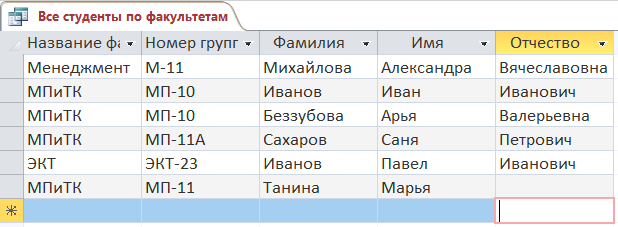 Все студенты по факультетам
Название фа Номер групг Фамилия Имя Отчество
Менеджмент М-11 Михайлова Александра Вячеславовна
МПиТК МП-10 Иванов Иван Иванович
МПиТК МП-10 Беззубова Арья Валерьевна
МПиТК МП-11А Сахаров Саня Петрович
ЭКТ ЭКТ-23 Иванов Павел Иванович
МПиТК МП-11 Танина Марья